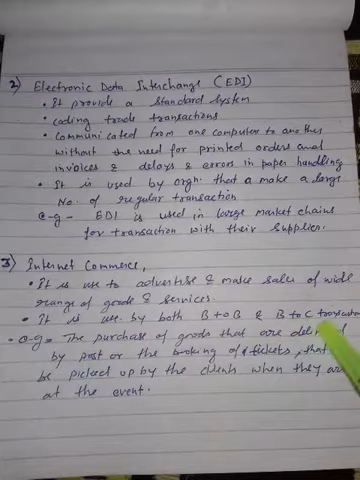 2) Electronic Data Interchange (EDI)
• It provide a standard system
• coding trade transactions
• communicated from one computer to another
without the need for printed orders and
invoices & delays & errors in paper handling
• It is used by orgn. that a make a large
No. of regular transaction
e-g - EDI is used in large market chains
for transaction with their supplier.
3) Internet Commerce,
• It is use to advertise & make sales of wide
range of goods & services.
• It is use by both B to B & B to C transaction
• e-g = The purchase of goods that are
by post or the booking of tickets, that
be picked up by the clients when they
at the event.